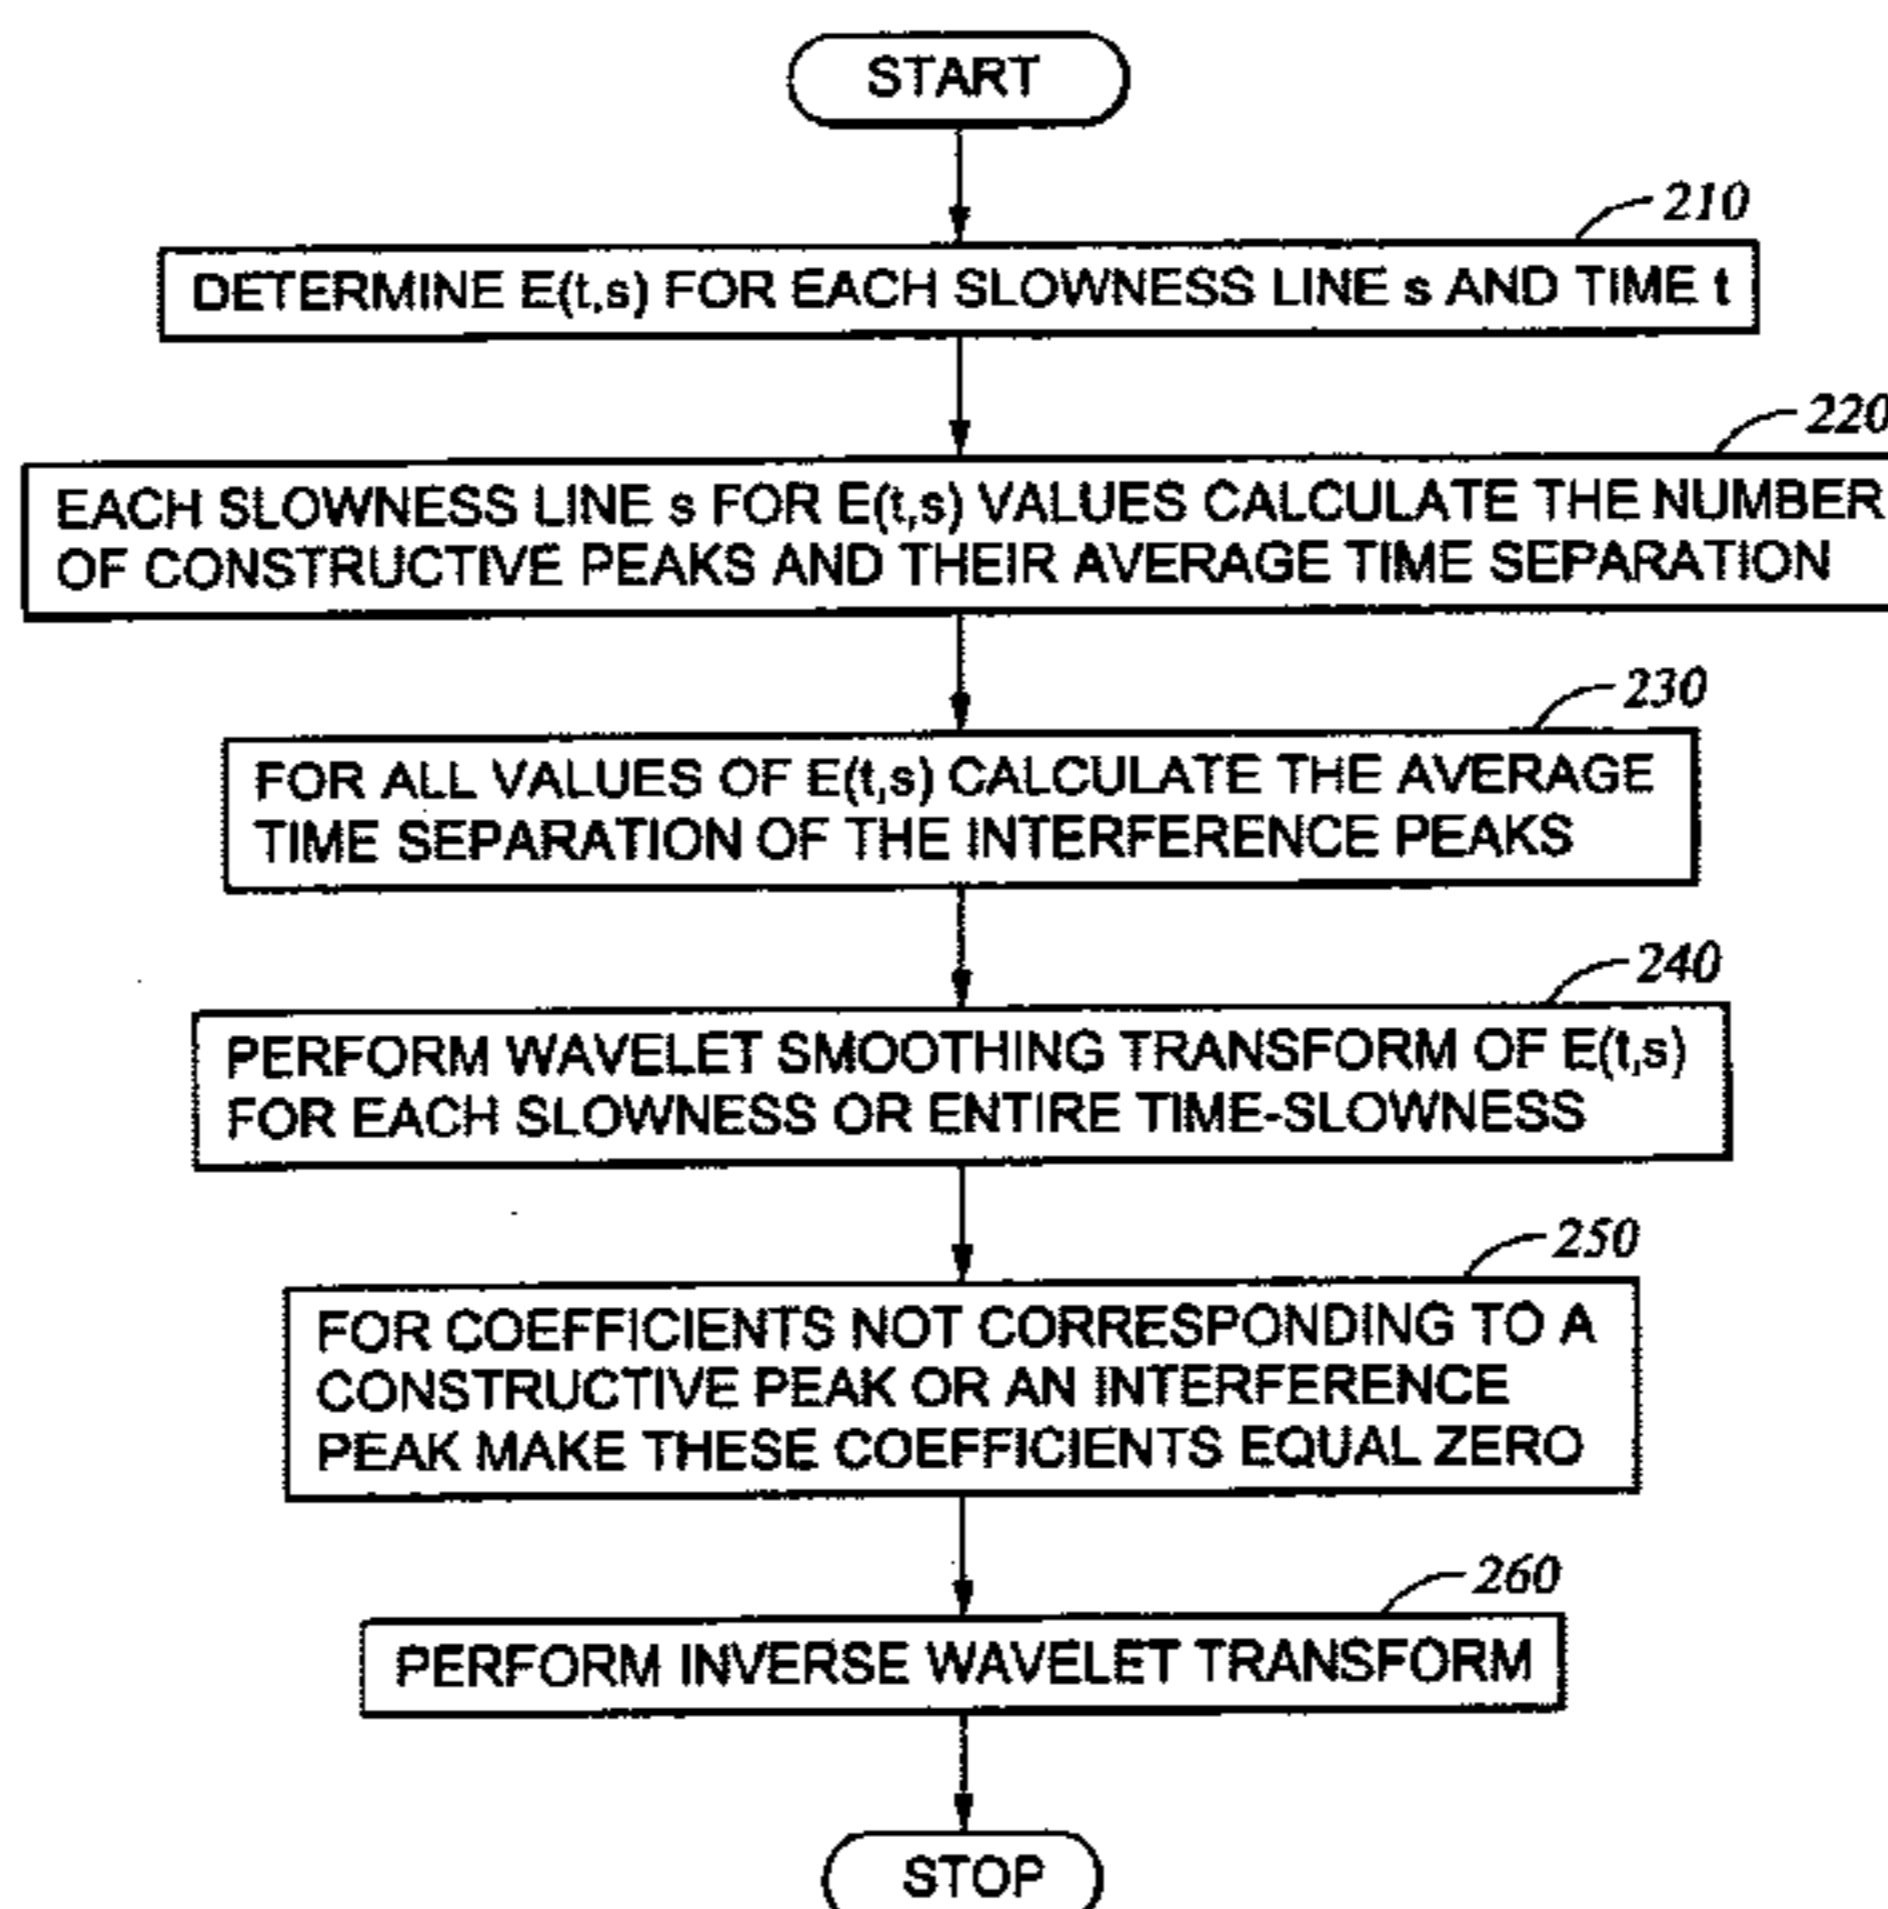 START
210
DETERMINE E(t,s) FOR EACH SLOWNESS LINE s AND TIME t
220
EACH SLOWNESS LINE s FOR E(t,s) VALUES CALCULATE THE NUMBER
OF CONSTRUCTIVE PEAKS AND THEIR AVERAGE TIME SEPARATION
230
FOR ALL VALUES OF E(t,s) CALCULATE THE AVERAGE
TIME SEPARATION OF THE INTERFERENCE PEAKS
240
PERFORM WAVELET SMOOTHING TRANSFORM OF E(t,s)
FOR EACH SLOWNESS OR ENTIRE TIME-SLOWNESS
250
FOR COEFFICIENTS NOT CORRESPONDING TO A
CONSTRUCTIVE PEAK OR AN INTERFERENCE
PEAK MAKE THESE COEFFICIENTS EQUAL ZERO
260
PERFORM INVERSE WAVELET TRANSFORM
STOP